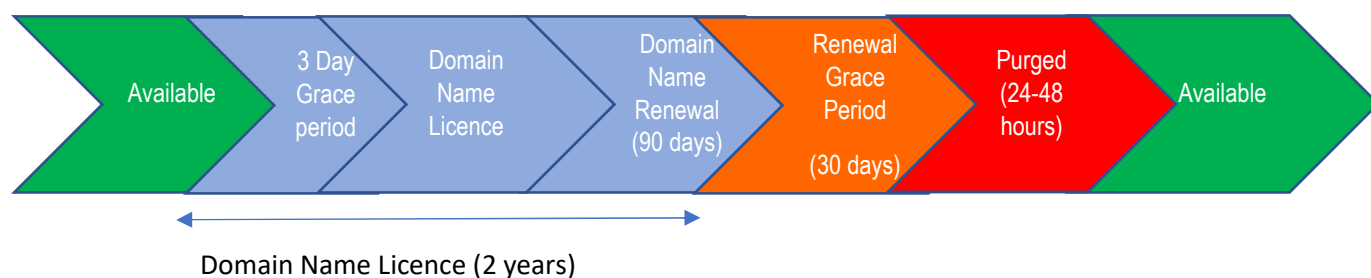 Available
3 Day
Grace
period
Domain
Name
Licence
Domain
Name
Renewal
(90 days)
Renewal
Grace
Period
(30 days)
Purged
(24-48
hours)
Available
Domain Name Licence (2 years)